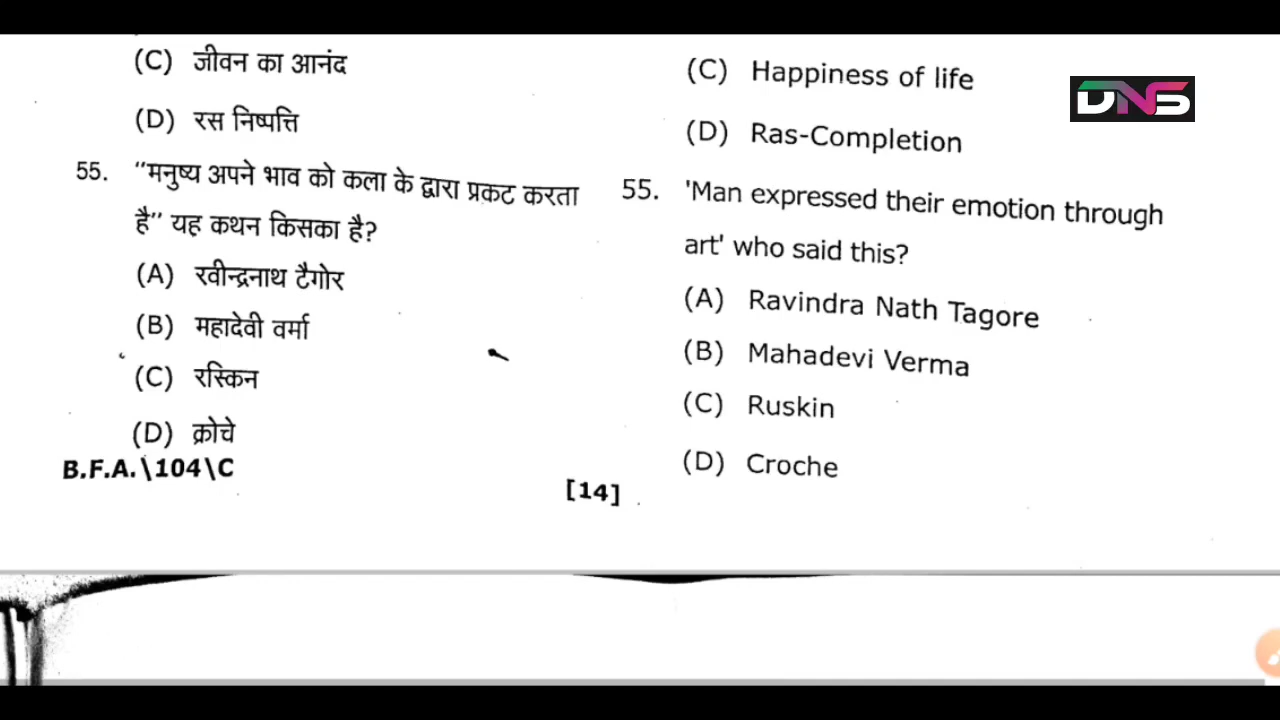 (C) जीवन का आनंद
(D) रस निष्पत्ति
55. "मनुष्य अपने भाव को कला के द्वारा प्रकट करता
है" यह कथन किसका है?
(A) रवीन्द्रनाथ टैगोर
(B) महादेवी वर्मा
(C) रस्किन
(D) क्रोचे
B.F.A.\104\C
[14]
(C) Happiness of life
(D) Ras-Completion
55. 'Man expressed their emotion through
art' who said this?
(A) Ravindra Nath Tagore
(B) Mahadevi Verma
(C) Ruskin
(D) Croche
DNS